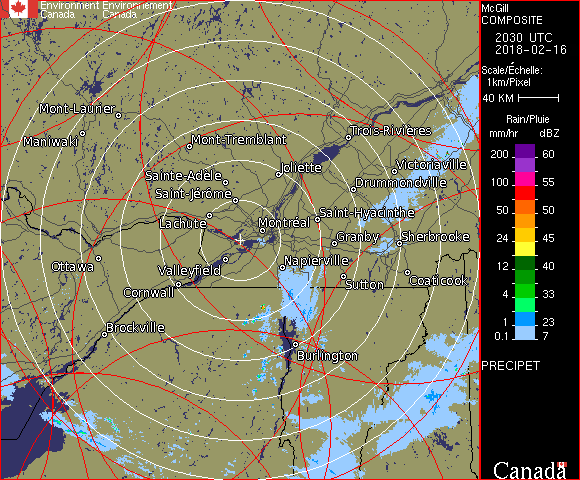 Environment Environnement
Canada Canada
McGill
COMPOSITE
2030 UTC
2018-02-16
Scale/Échelle:
1km/Pixel
40 KM
Rain/Pluie
mm/hr dBZ
200 60
55
100 55
50 50
24 45
12 40
4 33
1 23
0.1 7
PRECIPET
Canada
Mont-Laurier
Maniwaki
Mont-Tremblant
Trois-Rivières
Sainte-Adèle
Joliette
Victoriaville
Saint-Jérôme
Drummondville
Lachute
Montréal
Saint-Hyacinthe
Granby
Sherbrooke
Ottawa
Valleyfield
Napierville
Cornwall
Sutton
Coaticook
Brockville
Burlington